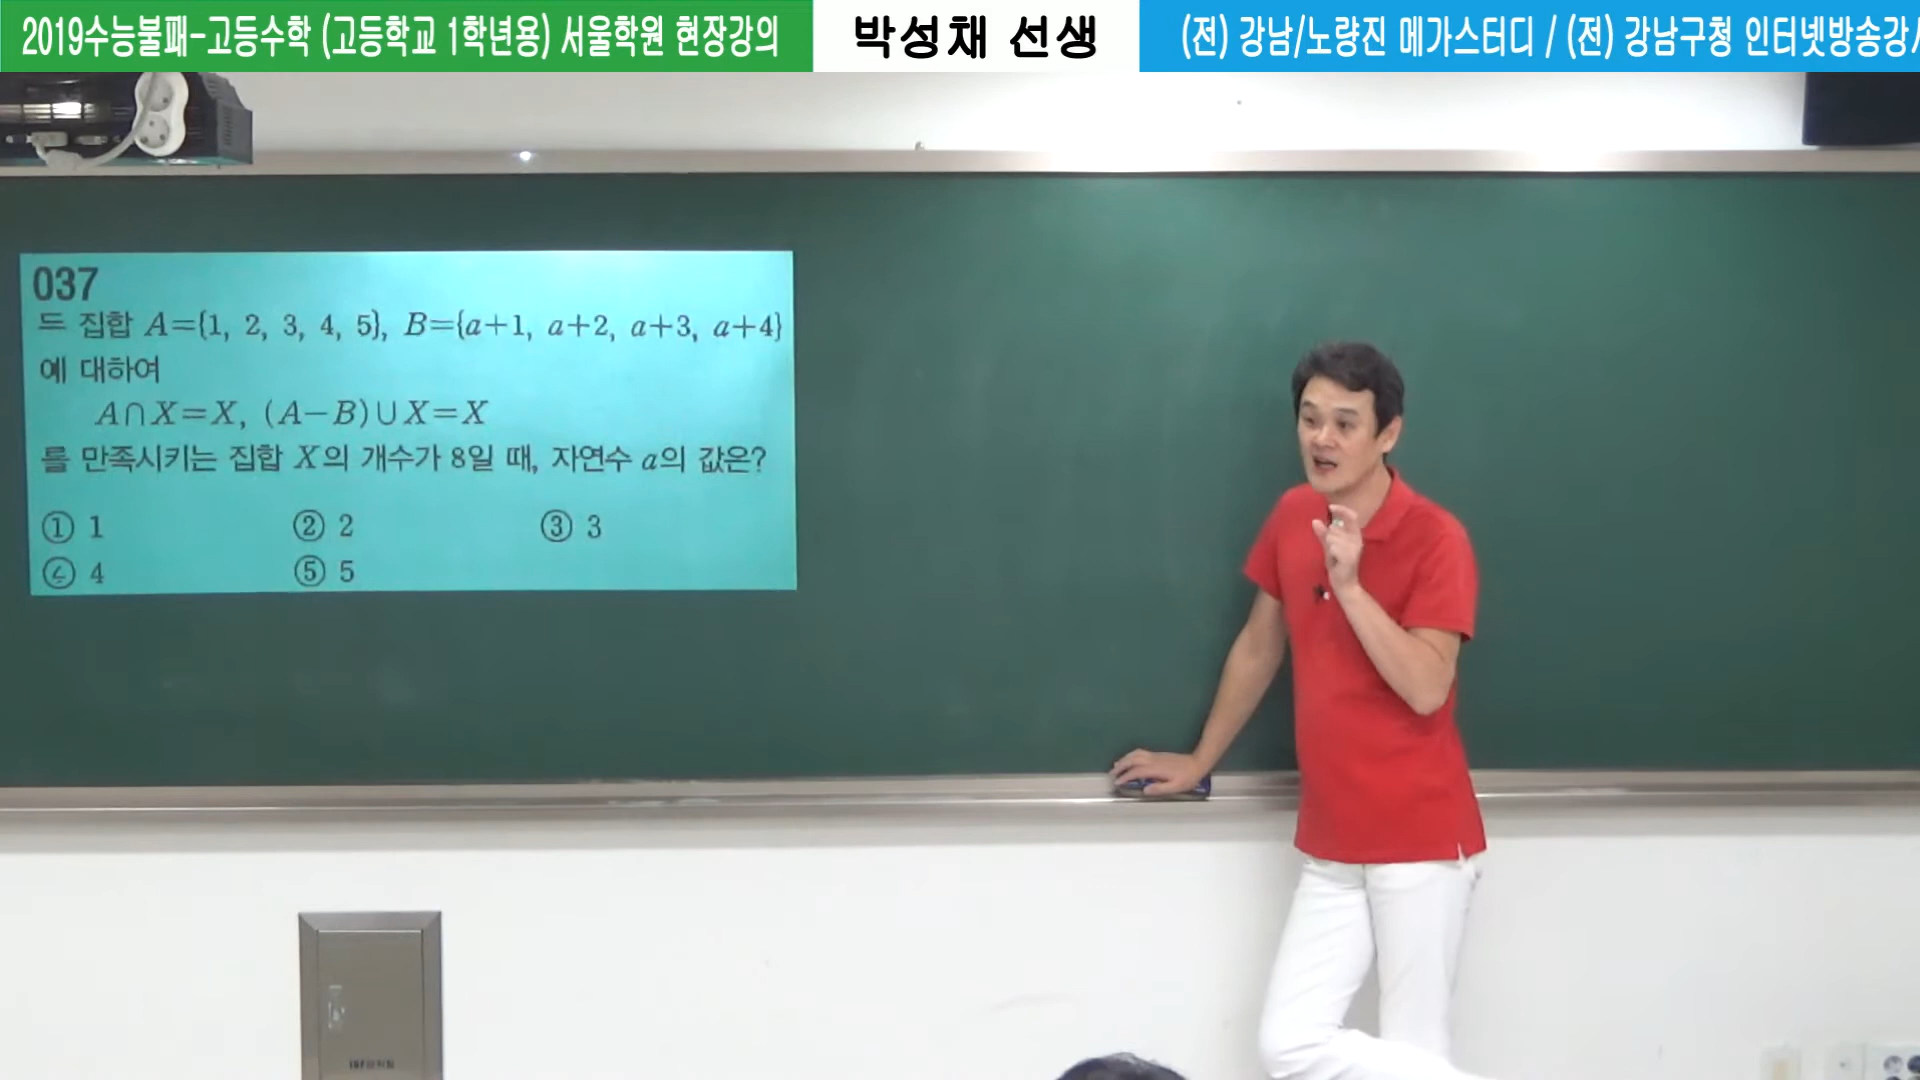 2019수능불패-고등수학 (고등학교 1학년용) 서울학원 현장강의
박성채 선생
(전) 강남/노량진 메가스터디 / (전) 강남구청 인터넷방송강사
037
두 집합 A={1, 2, 3, 4, 5}, B={a+1, a+2, a+3, a+4}
에 대하여
A∩X=X, (A−B)∪X=X
를 만족시키는 집합 X의 개수가 8일 때, 자연수 a의 값은?
① 1 ② 2 ③ 3
④ 4 ⑤ 5